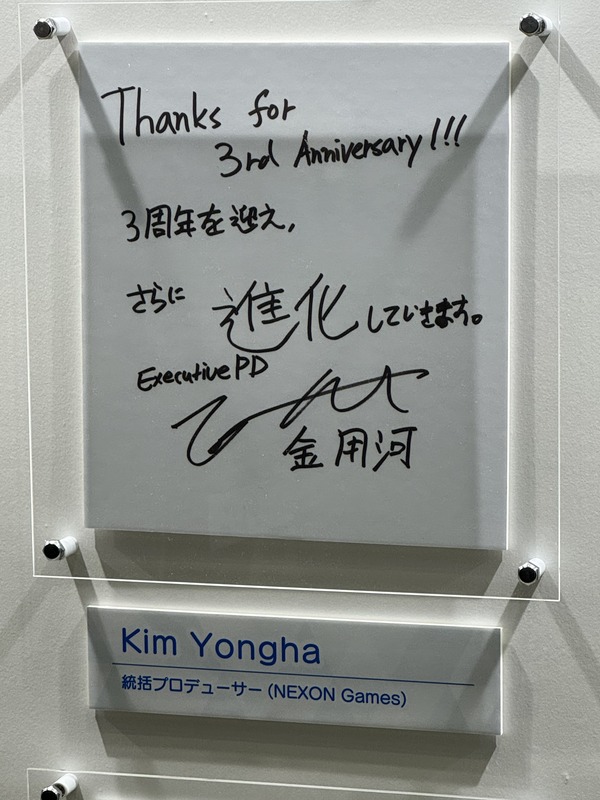 Thanks for
3rd Anniversary!!!
3周年を迎え,
さらに 進化していきます。
Executive PD
金用河
Kim Yongha
統括プロデューサー (NEXON Games)